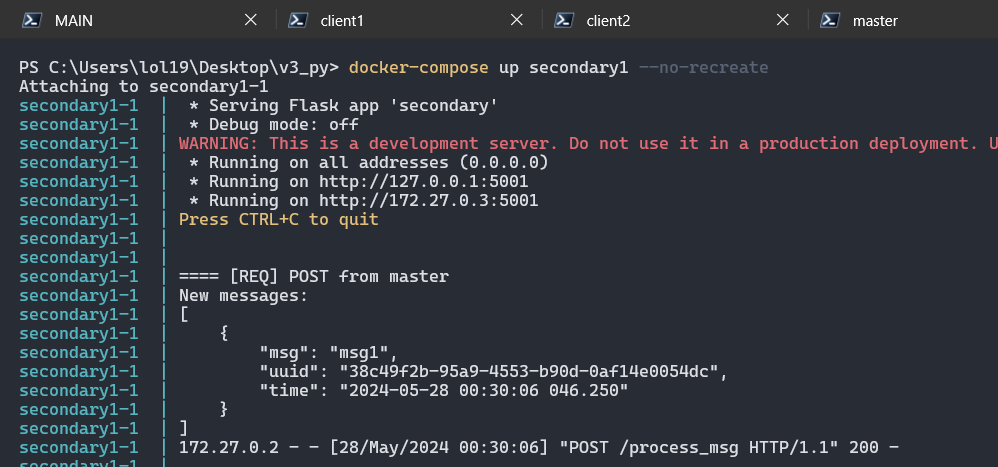 MAIN client1 client2 master
PS C:\Users\lol19\Desktop\v3_py> docker-compose up secondary1 --no-recreate
Attaching to secondary1-1
secondary1-1  |  * Serving Flask app 'secondary'
secondary1-1  |  * Debug mode: off
secondary1-1  | WARNING: This is a development server. Do not use it in a production deployment. U
secondary1-1  |  * Running on all addresses (0.0.0.0)
secondary1-1  |  * Running on http://127.0.0.1:5001
secondary1-1  |  * Running on http://172.27.0.3:5001
secondary1-1  | Press CTRL+C to quit
secondary1-1  |
secondary1-1  |
secondary1-1  | ==== [REQ] POST from master
secondary1-1  | New messages:
secondary1-1  | [
secondary1-1  |     {
secondary1-1  |         "msg": "msg1",
secondary1-1  |         "uuid": "38c49f2b-95a9-4553-b90d-0af14e0054dc",
secondary1-1  |         "time": "2024-05-28 00:30:06 046.250"
secondary1-1  |     }
secondary1-1  | ]
secondary1-1  | 172.27.0.2 - - [28/May/2024 00:30:06] "POST /process_msg HTTP/1.1" 200 -
secondary1-1  |